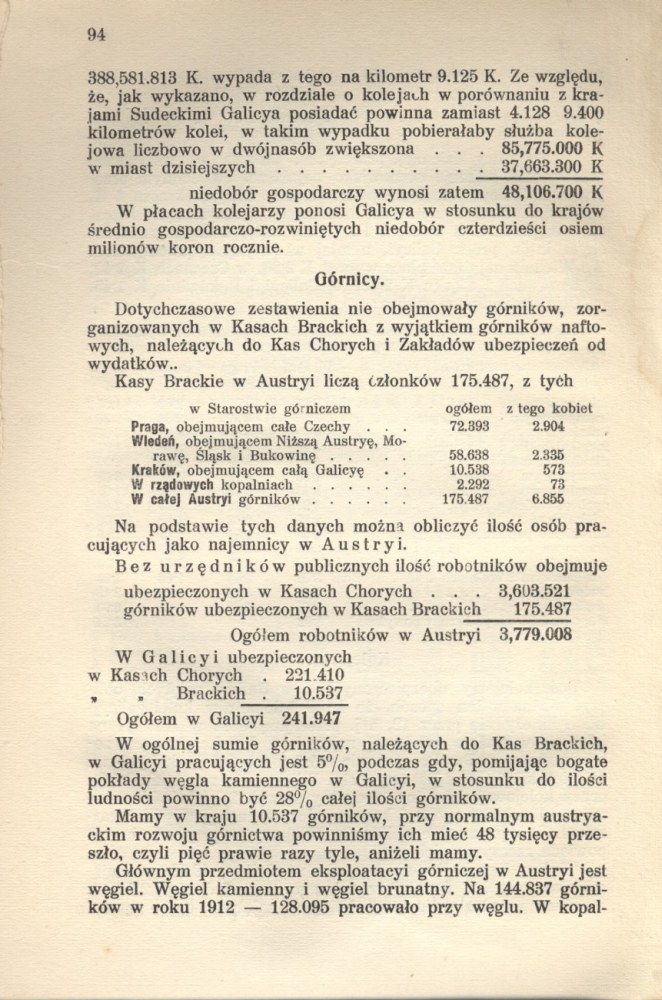 94
388,581.813 K. wypada z tego na kilometr 9.125 K. Ze względu,
że, jak wykazano, w rozdziale o kolejach w porównaniu z kra-
jami Sudeckimi Galicya posiadać powinna zamiast 4.128 9.400
kilometrów kolei, w takim wypadku pobierałaby służba kole-
jowa liczbowo w dwójnasób zwiększona . . . 85,775.000 K
w miast dzisiejszych . . . . . . . . . . 37,663.300 K
niedobór gospodarczy wynosi zatem 48,106.700 K
W płacach kolejarzy ponosi Galicya w stosunku do krajów
średnio gospodarczo-rozwiniętych niedobór czterdzieści osiem
milionów koron rocznie.
Górnicy.
Dotychczasowe zestawienia nie obejmowały górników, zor-
ganizowanych w Kasach Brackich z wyjątkiem górników nafto-
wych, należących do Kas Chorych i Zakładów ubezpieczeń od
wydatków..
Kasy Brackie w Austryi liczą członków 175.487, z tych
w Starostwie górniczem ogółem z tego kobiet
Praga, obejmującem całe Czechy . . . 72.393 2.904
Wiedeń, obejmującem Niższą Austryę, Mo-
rawę, Śląsk i Bukowinę . . . . . 58.638 2.335
Kraków, obejmującem całą Galicyę . . 10.538 573
W rządowych kopalniach . . . . . . 2.292 73
W całej Austryi górników . . . . . . 175.487 6.855
Na podstawie tych danych można obliczyć ilość osób pra-
cujących jako najemnicy w Austryi.
Bez urzędników publicznych ilość robotników obejmuje
ubezpieczonych w Kasach Chorych . . . 3,603.521
górników ubezpieczonych w Kasach Brackich 175.487
Ogółem robotników w Austryi 3,779.008
W Galicyi ubezpieczonych
w Kasach Chorych . 221.410
„ „ Brackich . 10.537
Ogółem w Galicyi 241.947
W ogólnej sumie górników, należących do Kas Brackich,
w Galicyi pracujących jest 5%, podczas gdy, pomijając bogate
pokłady węgla kamiennego w Galicyi, w stosunku do ilości
ludności powinno być 28% całej ilości górników.
Mamy w kraju 10.537 górników, przy normalnym austrya-
ckim rozwoju górnictwa powinniśmy ich mieć 48 tysięcy prze-
szło, czyli pięć prawie razy tyle, aniżeli mamy.
Głównym przedmiotem eksploatacyi górniczej w Austryi jest
węgiel. Węgiel kamienny i węgiel brunatny. Na 144.837 górni-
ków w roku 1912 — 128.095 pracowało przy węglu. W kopal-